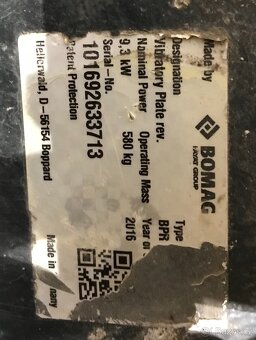 BOMAG
FAYAT GROUP
Made by
Designation
Type
Vibratory Plate rev.
BPR
Nominal Power
Operating Mass
Year of
9,3 kW
580 kg
2016
Serial-No.
101692633713
Patent Protection
Hellerwald, D-56154 Boppard
Made in